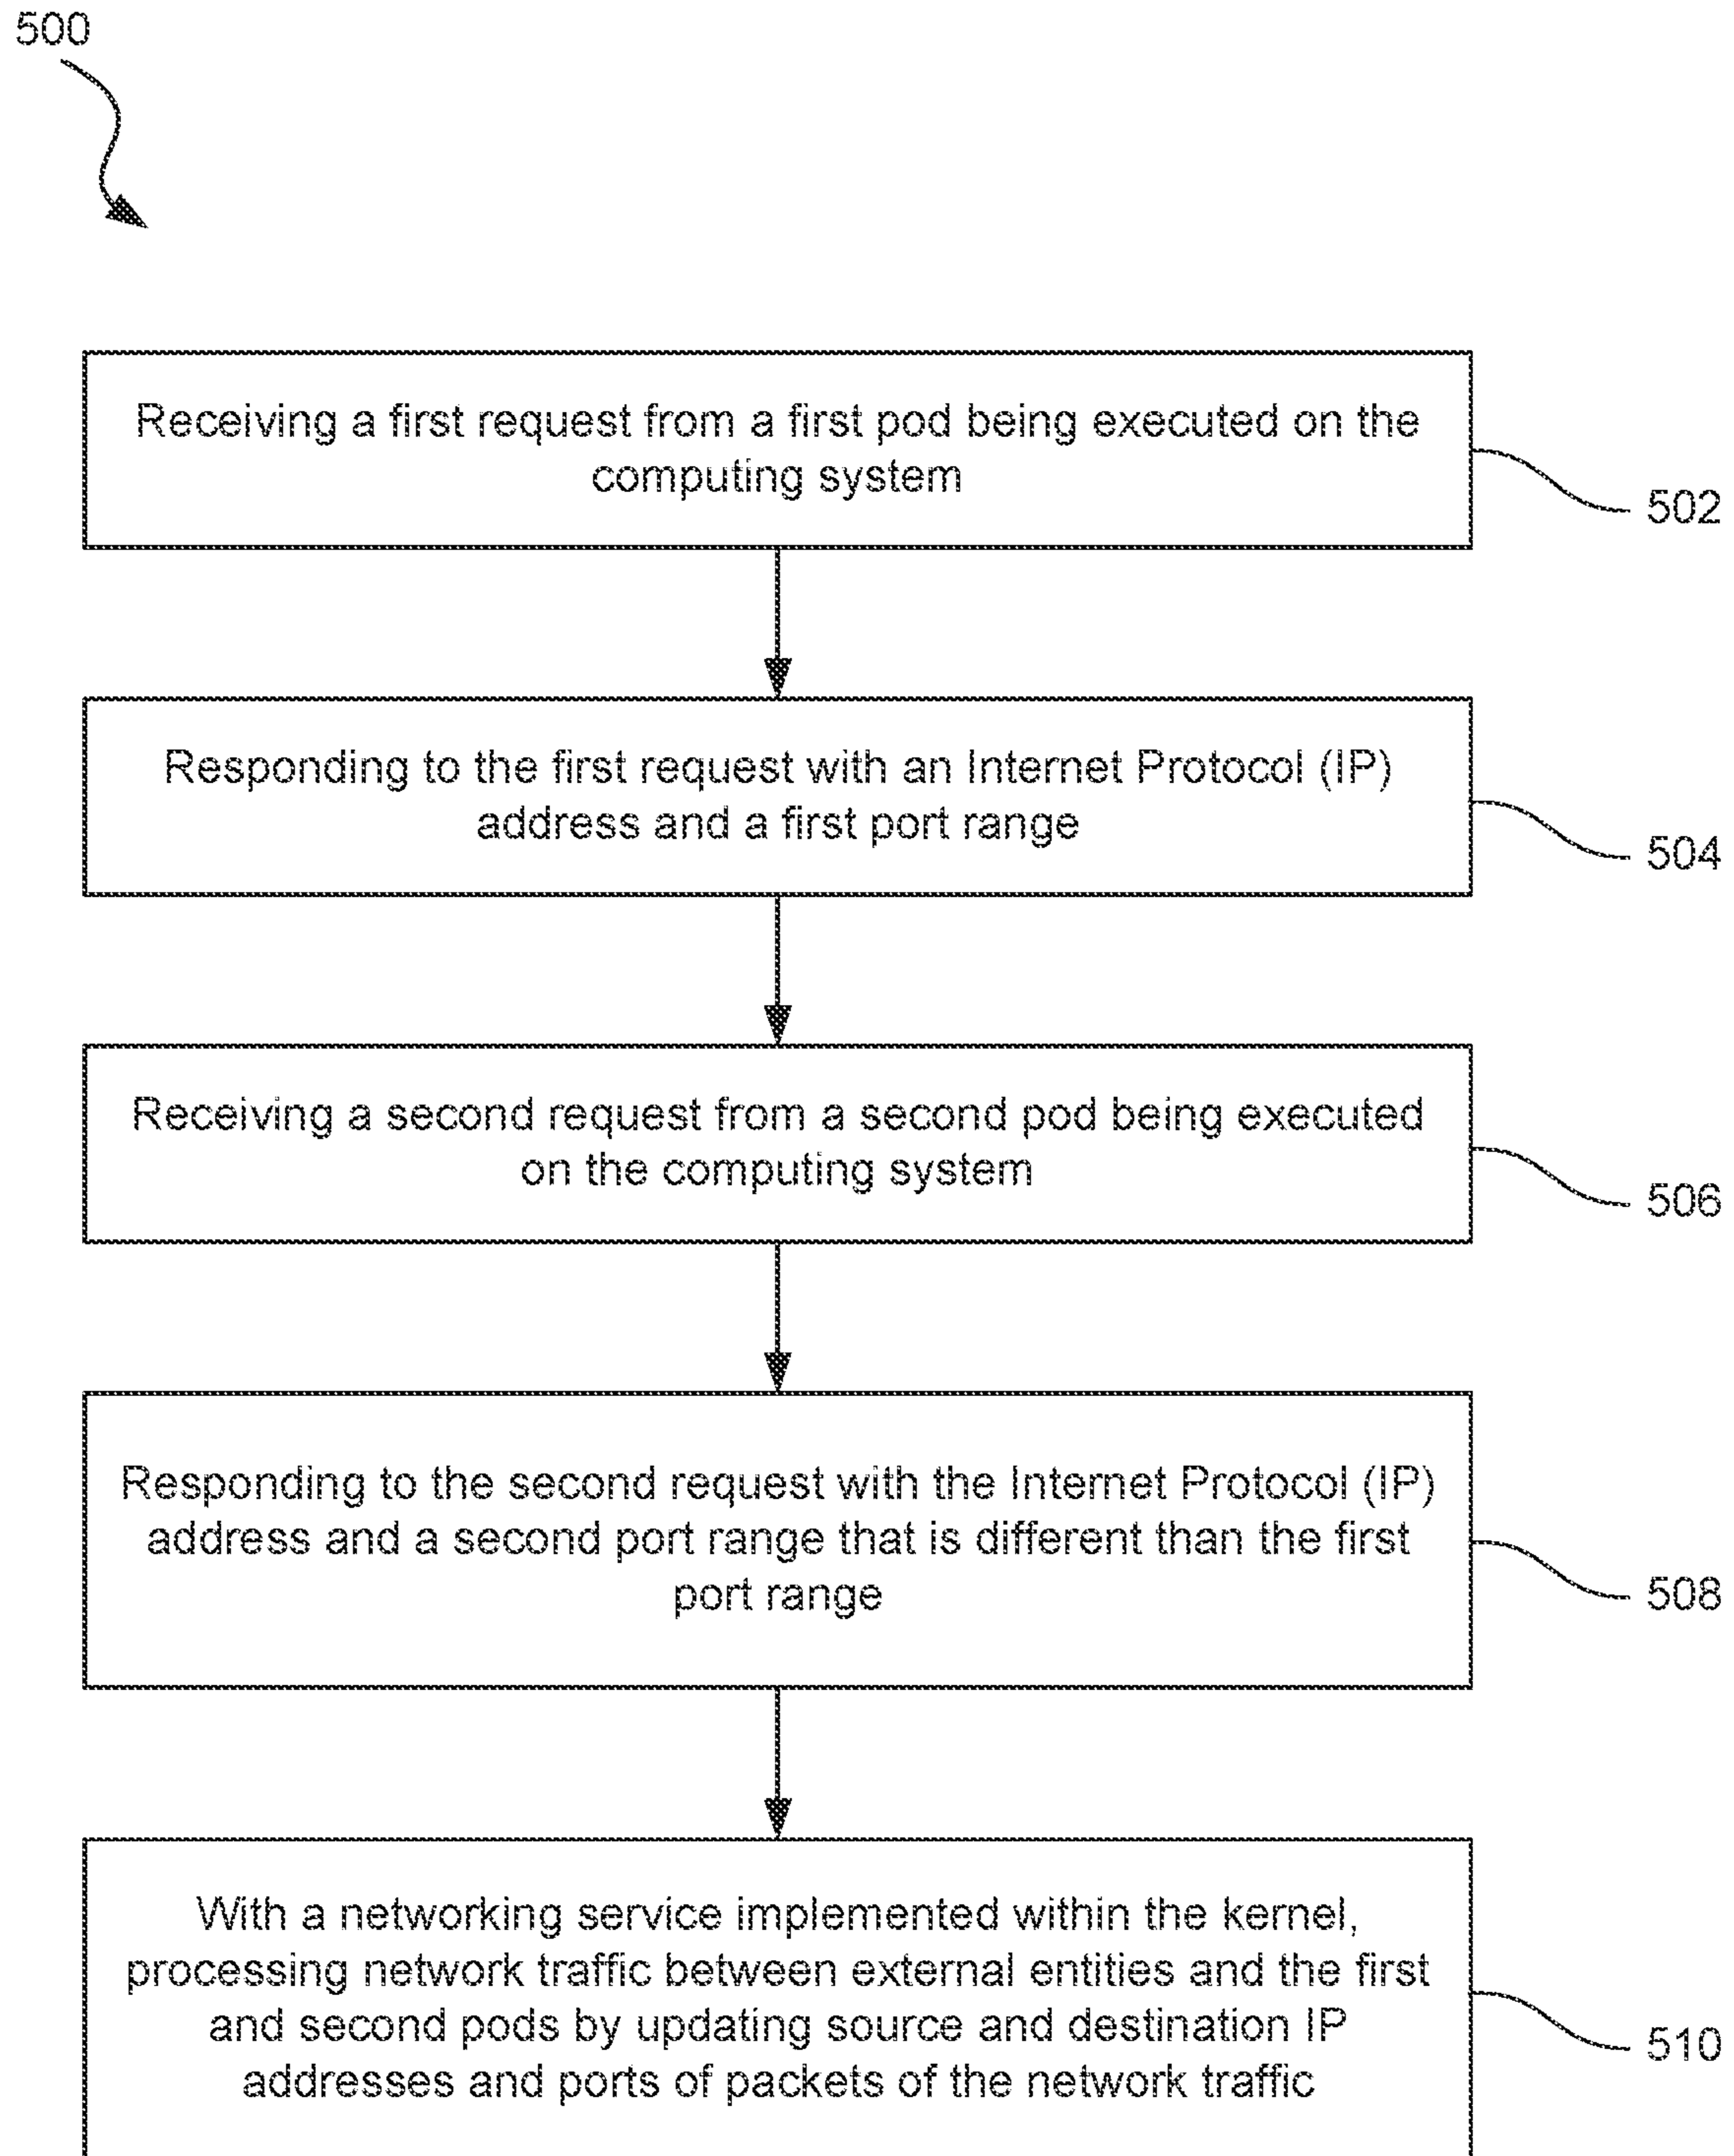 500
Receiving a first request from a first pod being executed on the
computing system
502
Responding to the first request with an Internet Protocol (IP)
address and a first port range
504
Receiving a second request from a second pod being executed
on the computing system
506
Responding to the second request with the Internet Protocol (IP)
address and a second port range that is different than the first
port range
508
With a networking service implemented within the kernel,
processing network traffic between external entities and the first
and second pods by updating source and destination IP
addresses and ports of packets of the network traffic
510